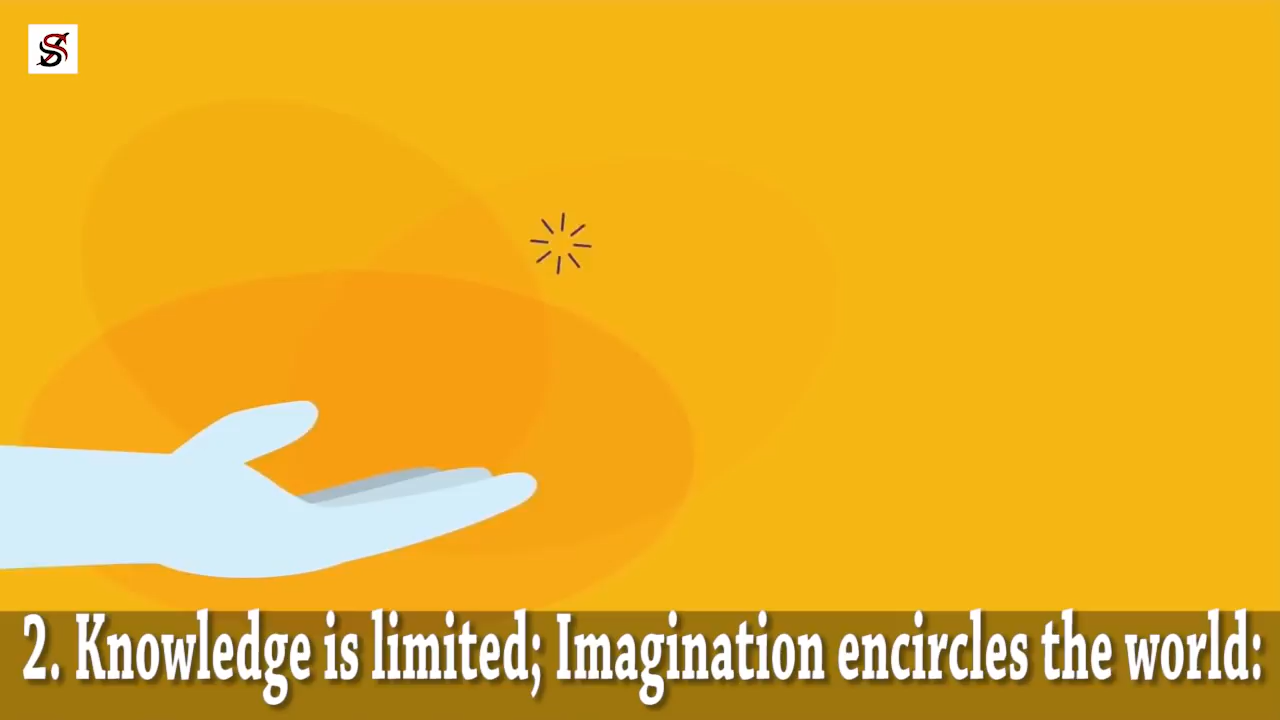 2. Knowledge is limited; Imagination encircles the world: